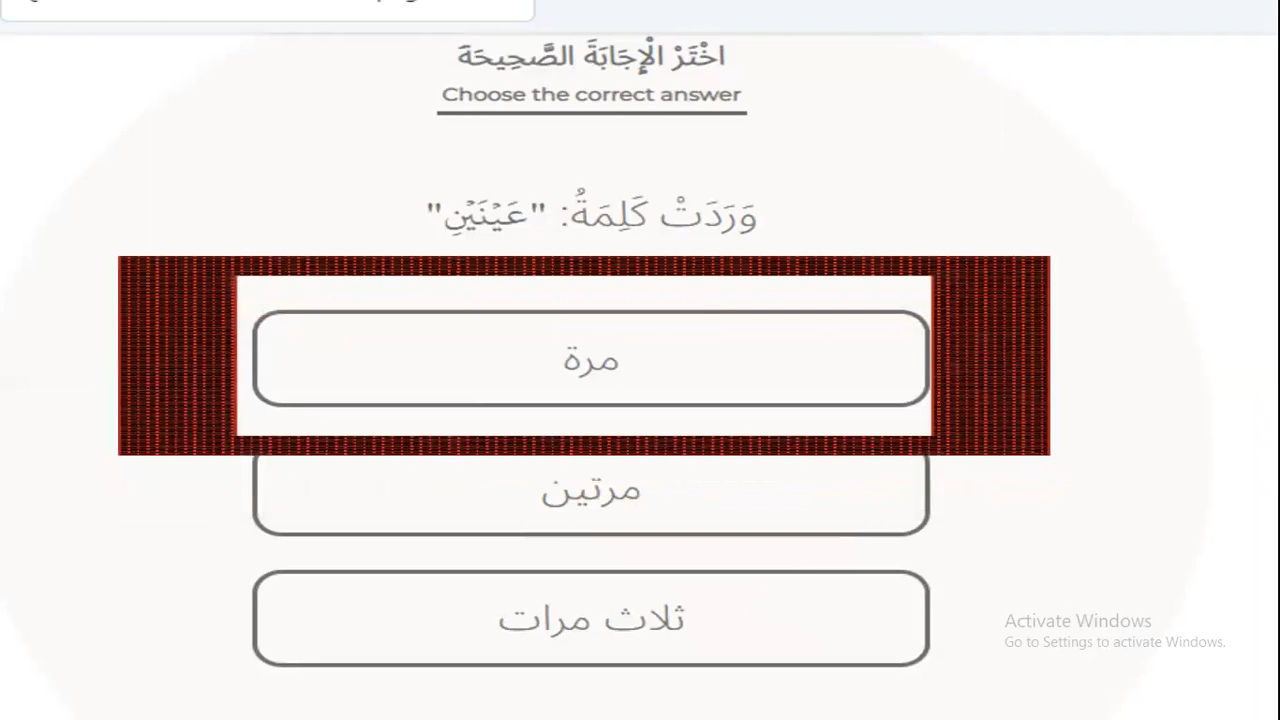 اخْتَرْ الْإِجَابَةَ الصَّحِيحَةَ
Choose the correct answer
وَرَدَتْ كَلِمَةُ: "عَيْنَيْنِ"
مرة
مرتين
ثلاث مرات
Activate Windows
Go to Settings to activate Windows.